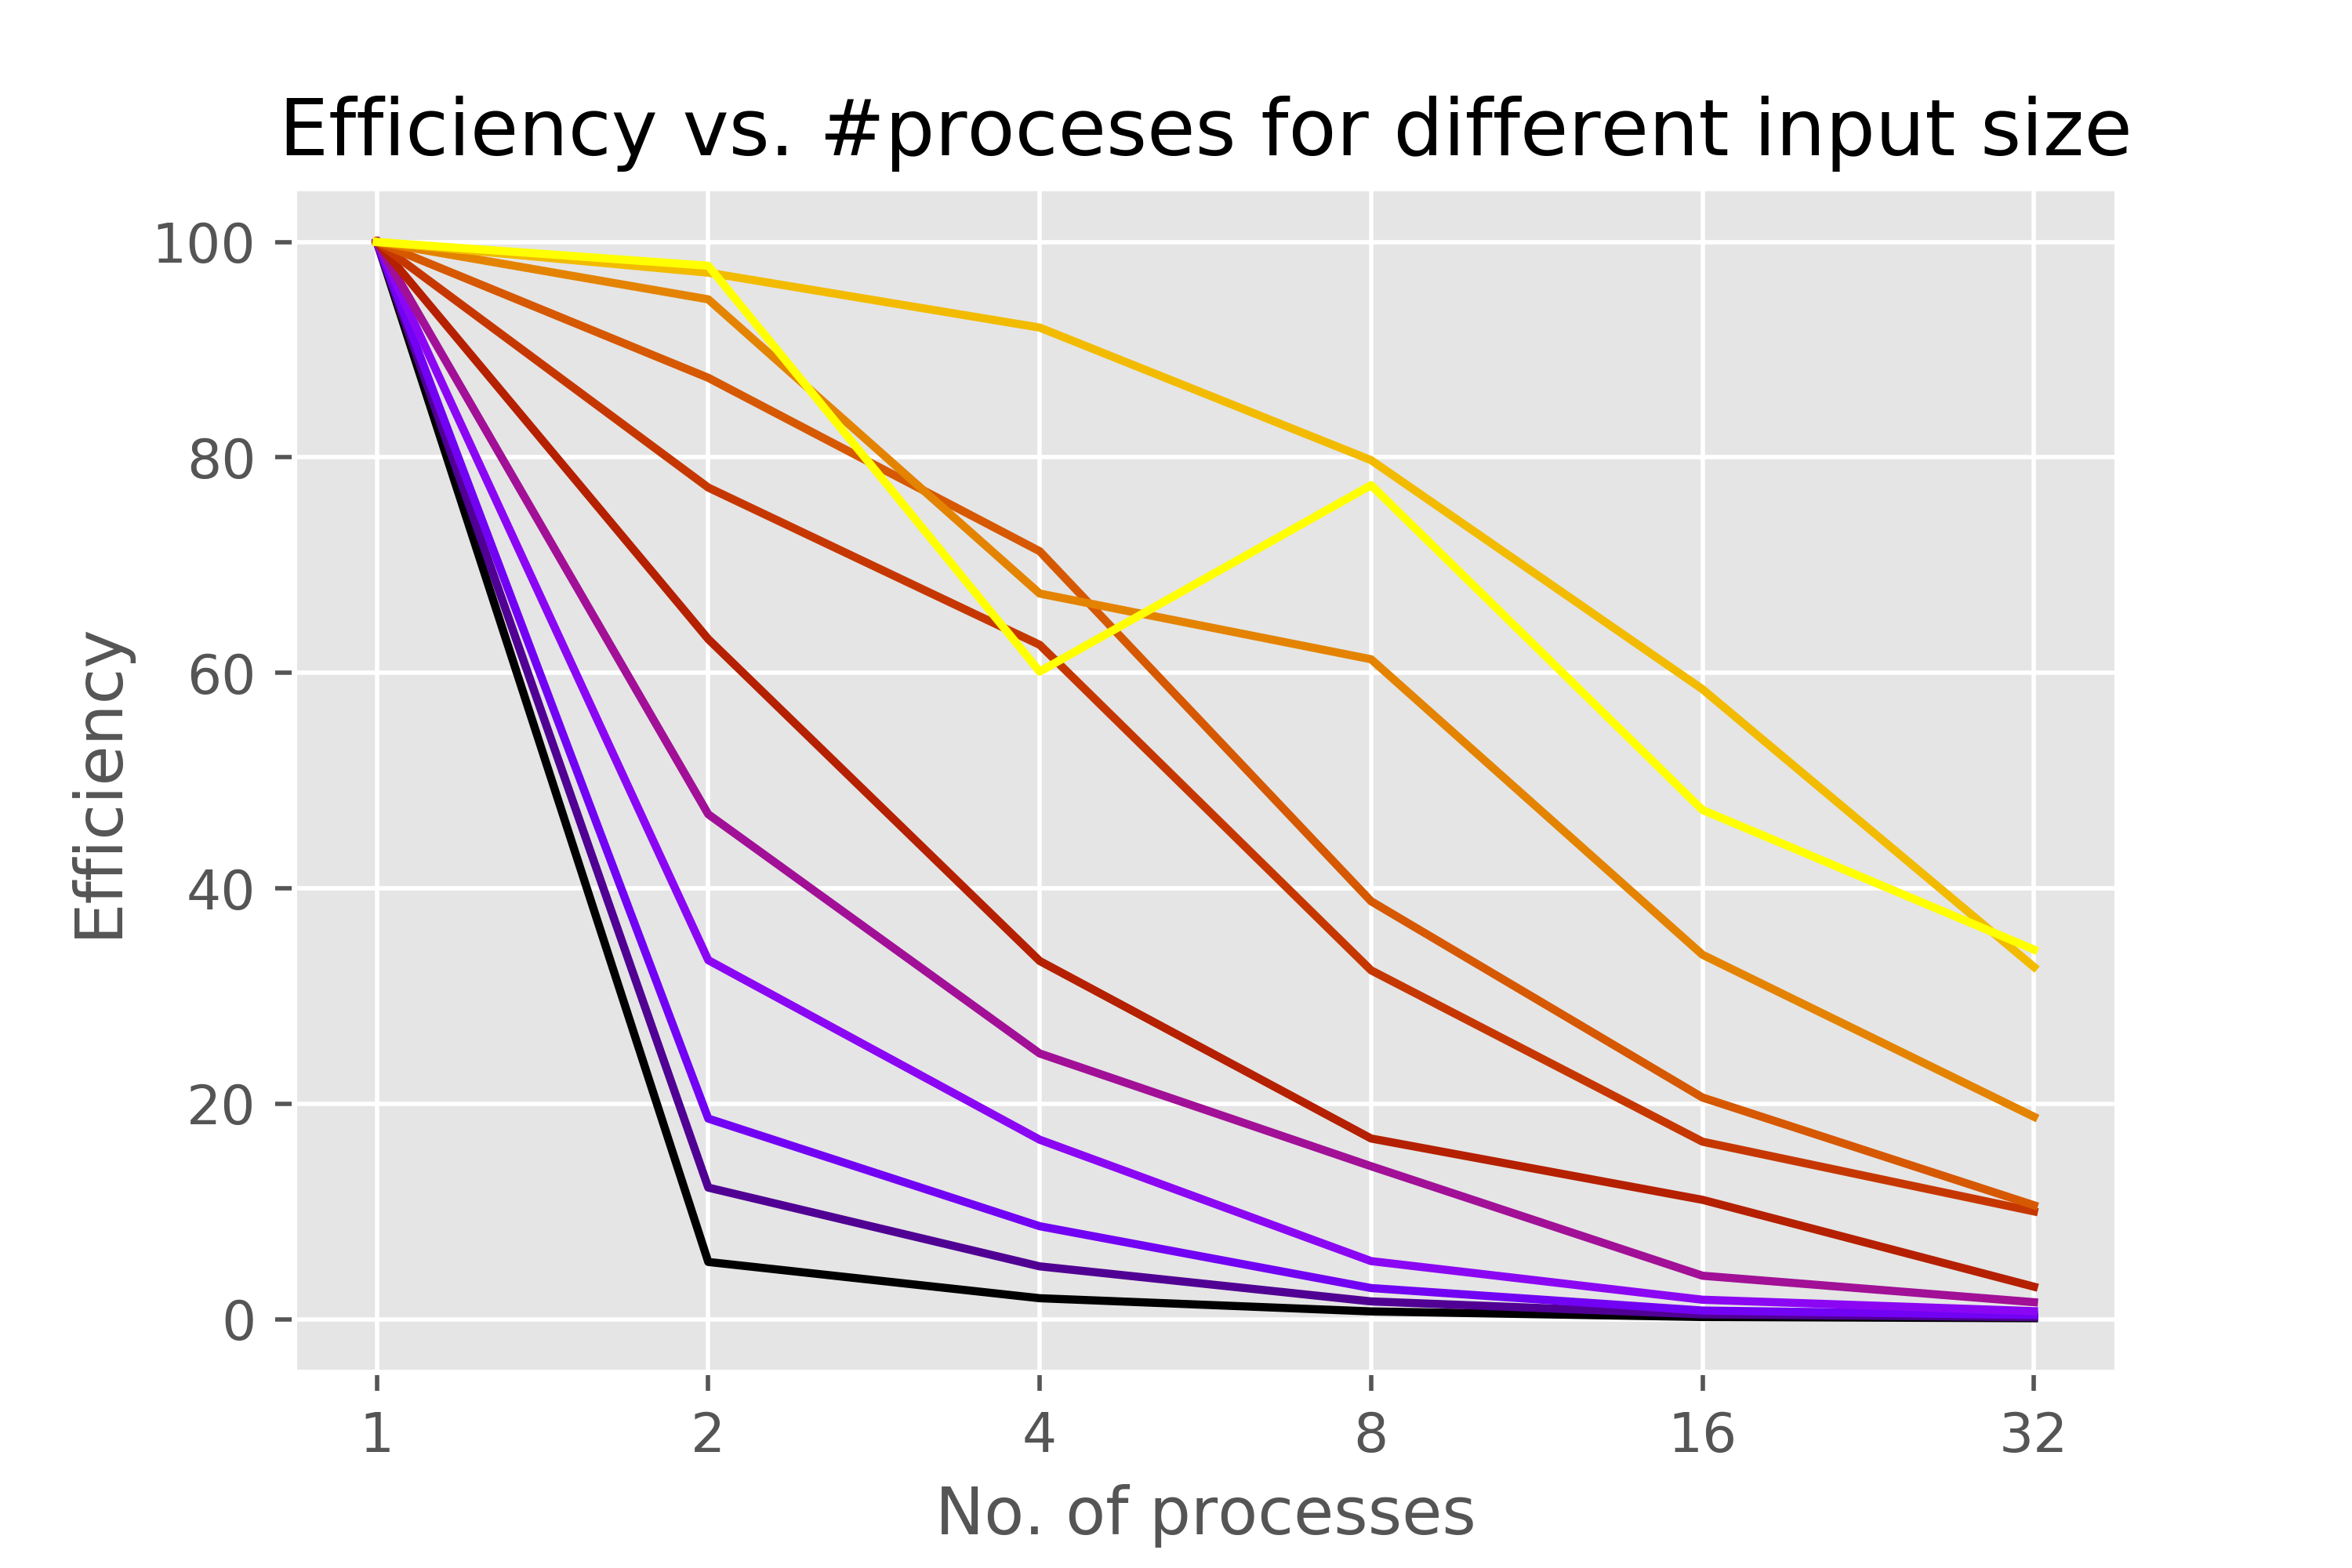 Efficiency vs. #proceses for different input size
Efficiency
100
80
60
40
20
0
1 2 4 8 16 32
No. of processes